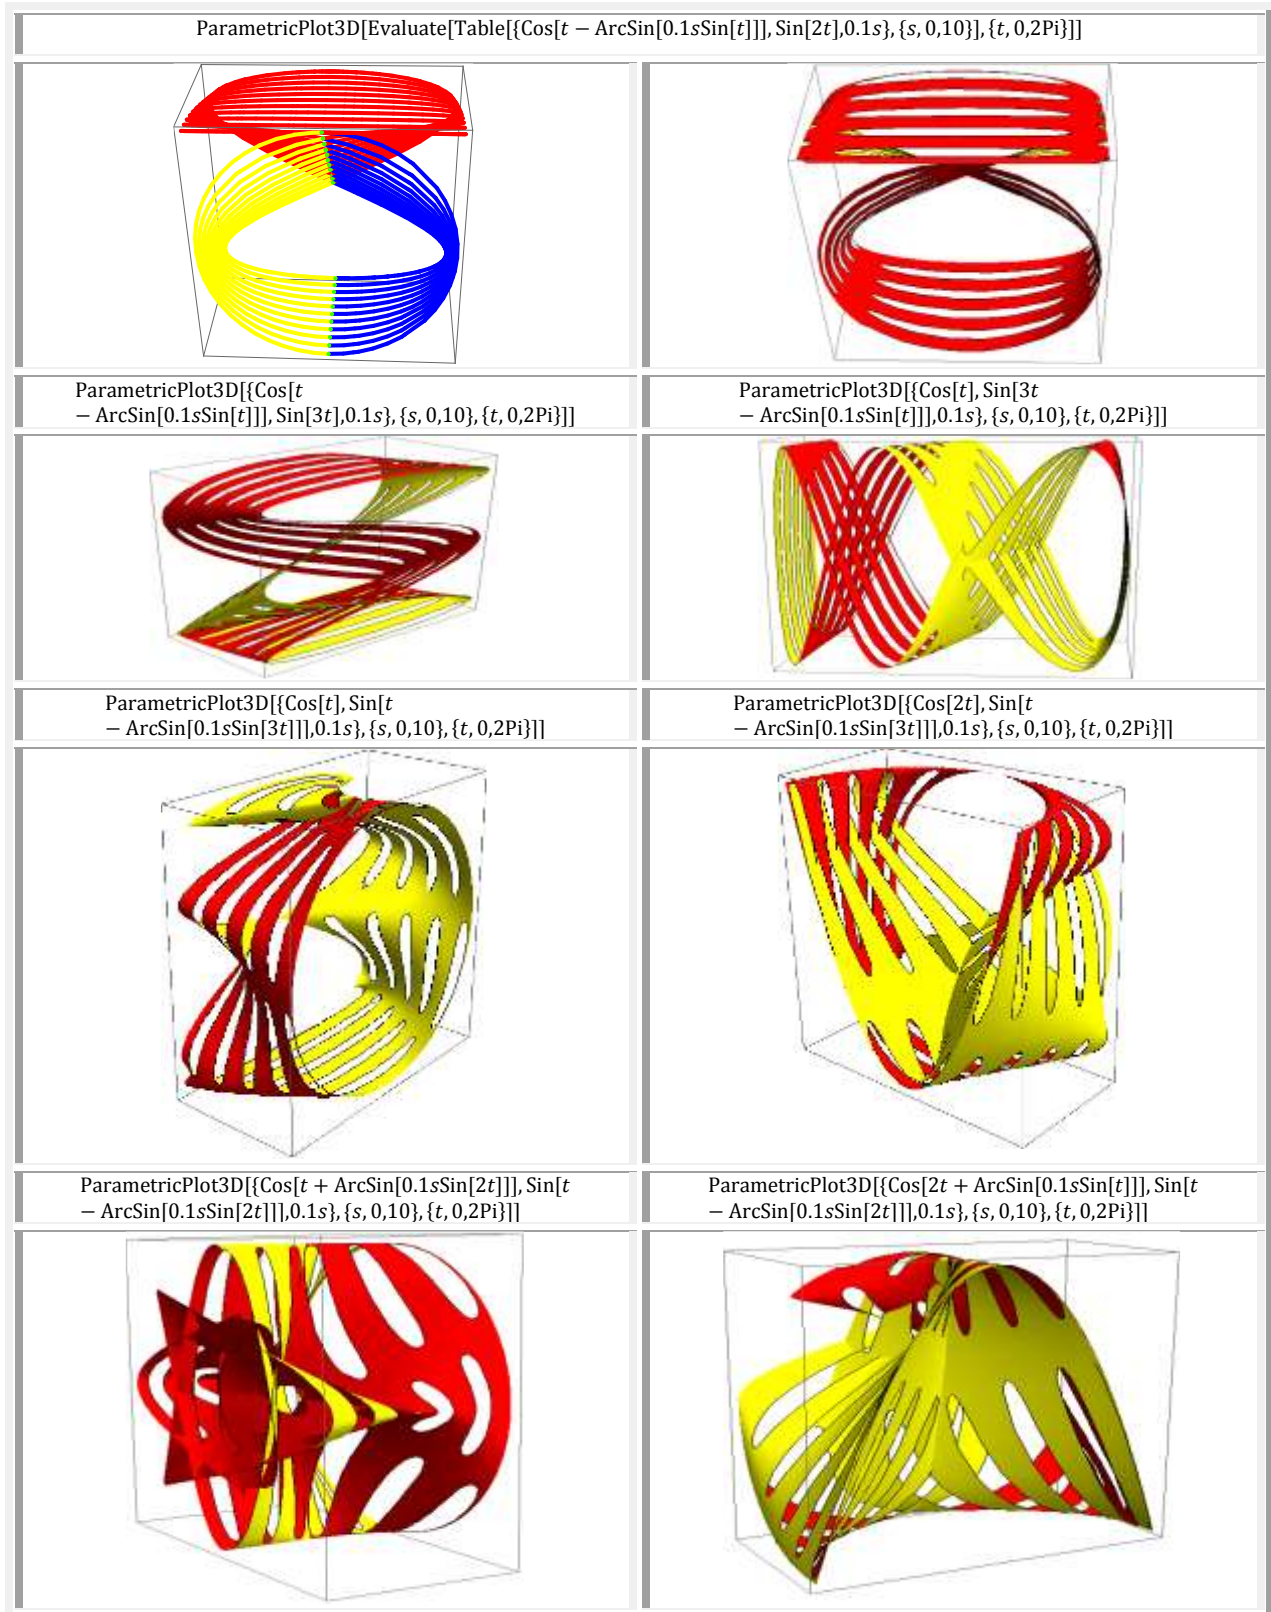 ParametricPlot3D[Evaluate[Table[{Cos[t − ArcSin[0.1sSin[t]]], Sin[2t],0.1s}, {s, 0,10}], {t, 0,2Pi}]]
ParametricPlot3D[{Cos[t
− ArcSin[0.1sSin[t]]], Sin[3t],0.1s}, {s, 0,10}, {t, 0,2Pi}]]
ParametricPlot3D[{Cos[t], Sin[3t
− ArcSin[0.1sSin[t]]],0.1s}, {s, 0,10}, {t, 0,2Pi}]]
ParametricPlot3D[{Cos[t], Sin[t
− ArcSin[0.1sSin[3t]]],0.1s}, {s, 0,10}, {t, 0,2Pi}]]
ParametricPlot3D[{Cos[2t], Sin[t
− ArcSin[0.1sSin[3t]]],0.1s}, {s, 0,10}, {t, 0,2Pi}]]
ParametricPlot3D[{Cos[t + ArcSin[0.1sSin[2t]]], Sin[t
− ArcSin[0.1sSin[2t]]],0.1s}, {s, 0,10}, {t, 0,2Pi}]]
ParametricPlot3D[{Cos[2t + ArcSin[0.1sSin[t]]], Sin[t
− ArcSin[0.1sSin[2t]]],0.1s}, {s, 0,10}, {t, 0,2Pi}]]